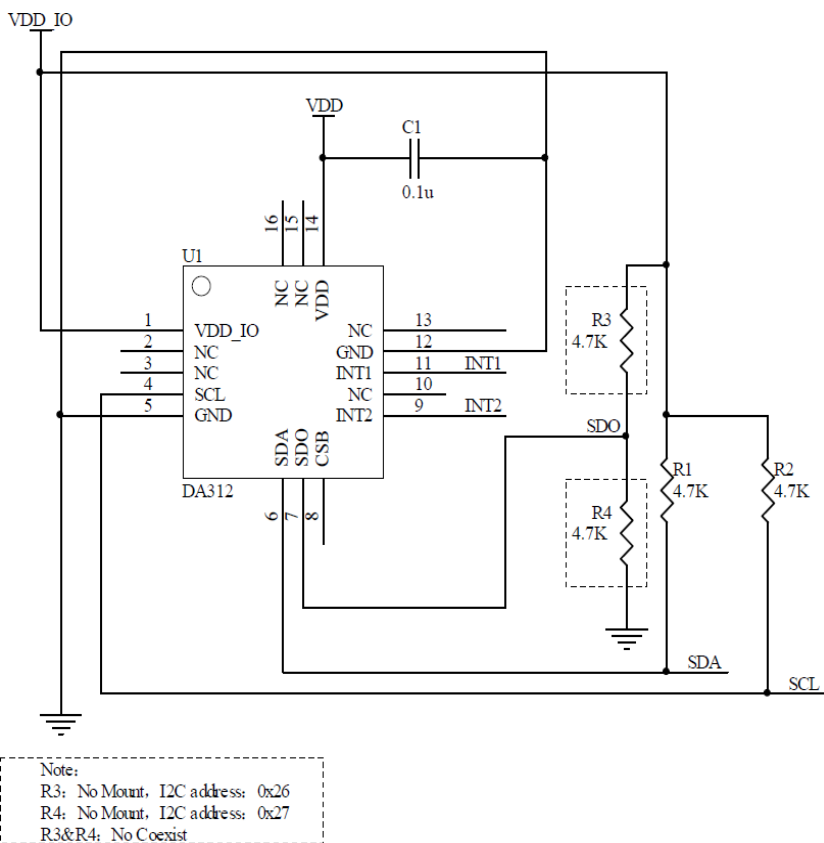 VDD_IO
VDD
C1
0.1u
16
15
14
U1
NC
NC
VDD
1
VDD_IO
NC
13
2
NC
GND
12
3
NC
INT1
11
INT1
4
SCL
NC
10
5
GND
INT2
9
INT2
SDA
SDO
CSB
DA312
6
7
8
R3
4.7K
SDO
R4
4.7K
R1
4.7K
R2
4.7K
SDA
SCL
Note:
R3: No Mount, I2C address: 0x26
R4: No Mount, I2C address: 0x27
R3&R4: No Coexist